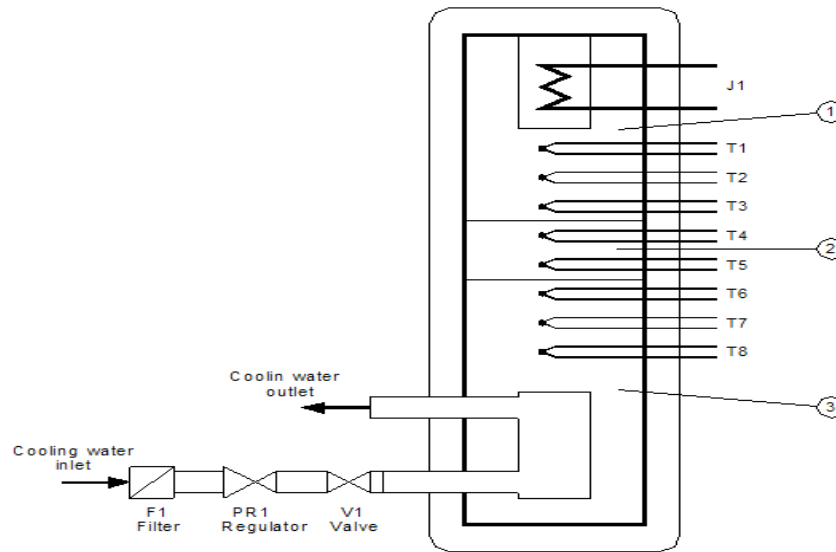 J1
1
T1
T2
T3
T4
2
T5
T6
T7
T8
Coolin water
outlet
3
Cooling water
inlet
F1
Filter
PR1
Regulator
V1
Valve